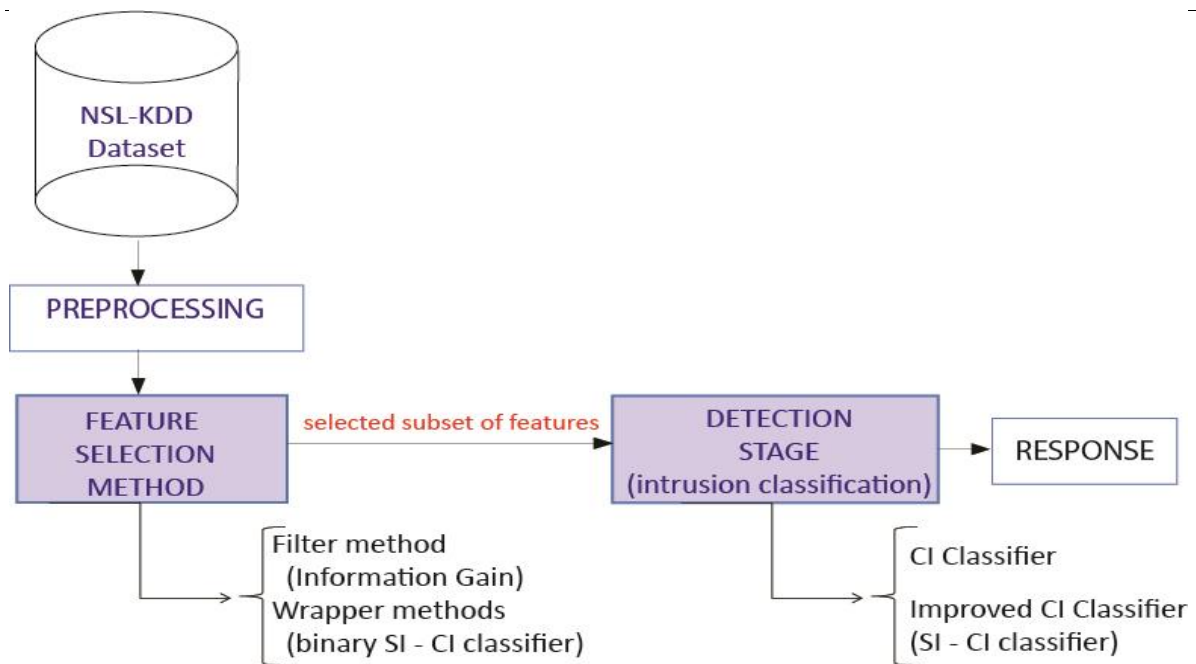 NSL-KDD
Dataset
PREPROCESSING
FEATURE
SELECTION
METHOD
selected subset of features
DETECTION
STAGE
(intrusion classification)
RESPONSE
Filter method
(Information Gain)
Wrapper methods
(binary SI - CI classifier)
CI Classifier
Improved CI Classifier
(SI - CI classifier)